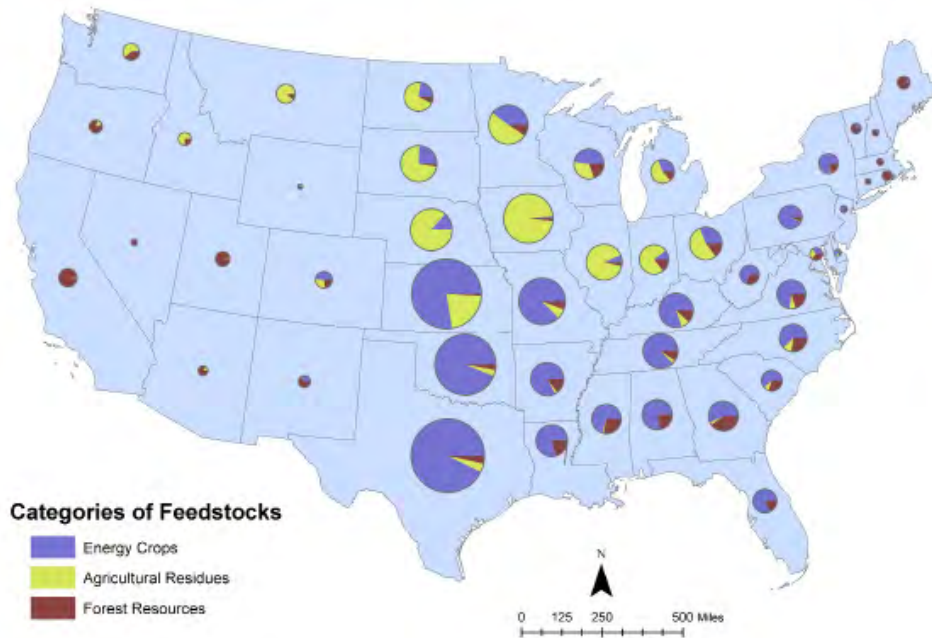 Categories of Feedstocks
Energy Crops
Agricultural Residues
Forest Resources
N
0 125 250 500 Miles